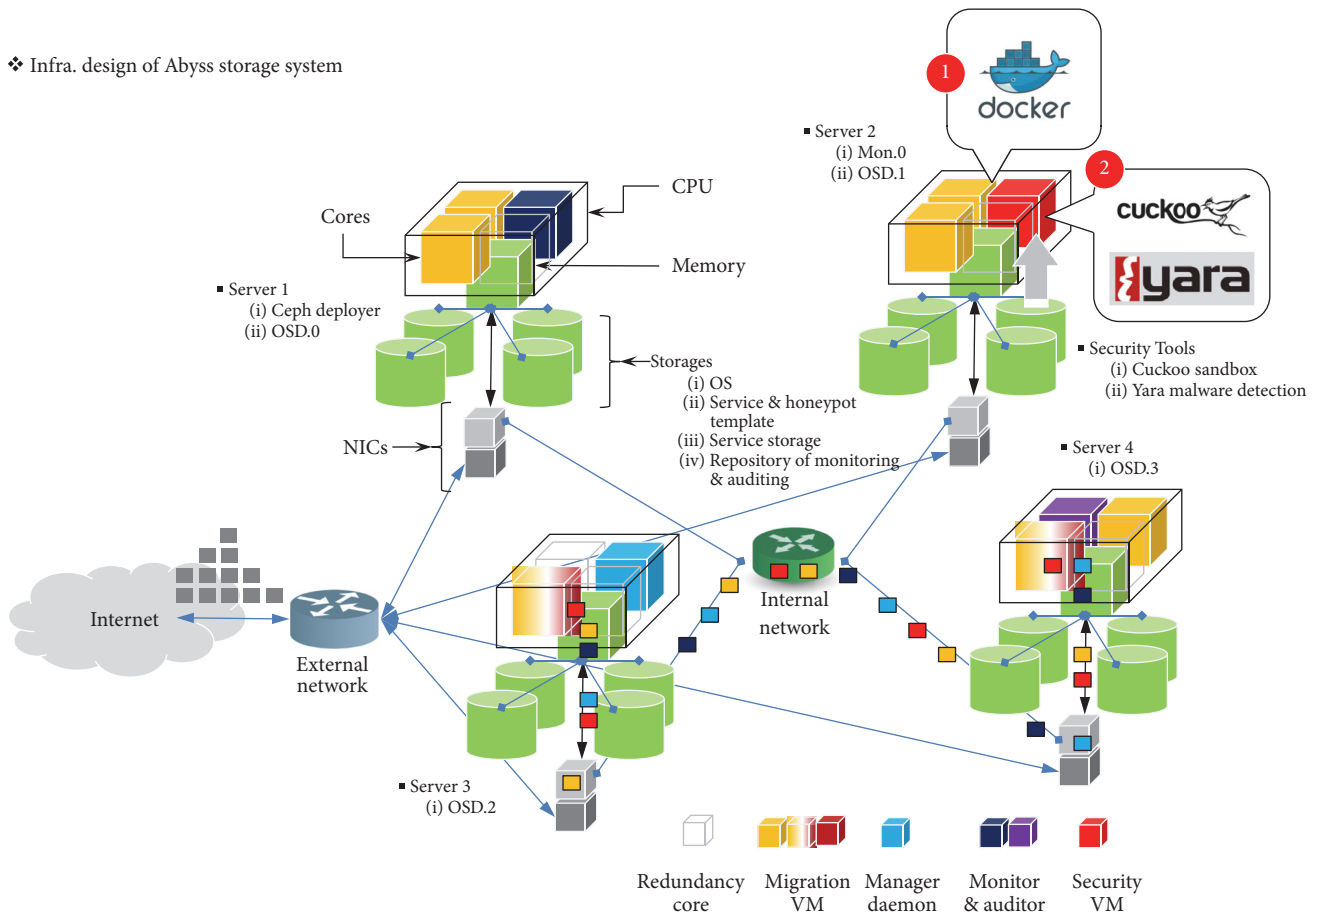 ❖ Infra. design of Abyss storage system
1
docker
▪ Server 2
(i) Mon.0
(ii) OSD.1
2
cuckoo
yara
CPU
Cores
Memory
▪ Server 1
(i) Ceph deployer
(ii) OSD.0
Storages
(i) OS
(ii) Service & honeypot
template
(iii) Service storage
(iv) Repository of monitoring
& auditing
NICs
▪ Security Tools
(i) Cuckoo sandbox
(ii) Yara malware detection
▪ Server 4
(i) OSD.3
Internet
External
network
Internal
network
▪ Server 3
(i) OSD.2
Redundancy
core
Migration
VM
Manager
daemon
Monitor
& auditor
Security
VM